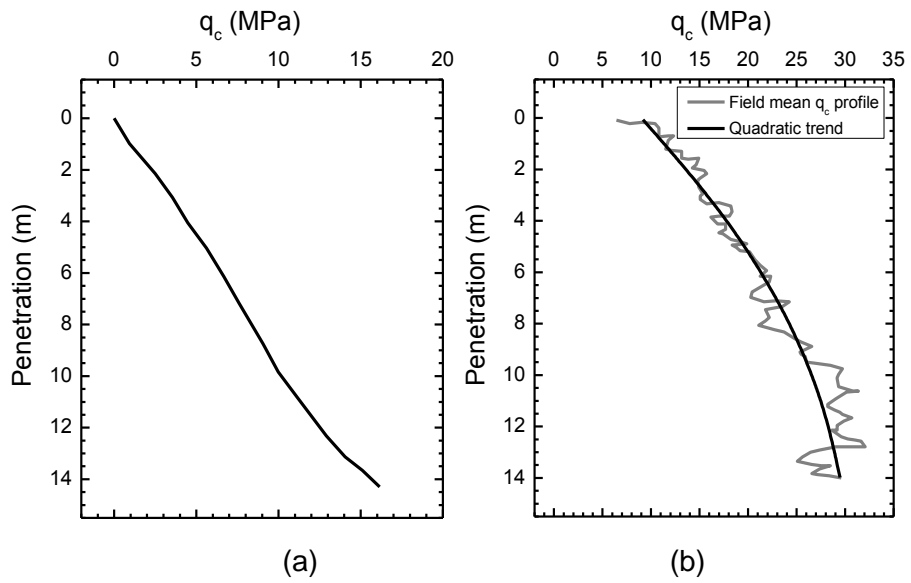 q_c (MPa)
0 5 10 15 20
0
2
4
6
8
10
12
14
Penetration (m)
(a)
q_c (MPa)
0 5 10 15 20 25 30 35
Field mean q_c profile
Quadratic trend
0
2
4
6
8
10
12
14
Penetration (m)
(b)